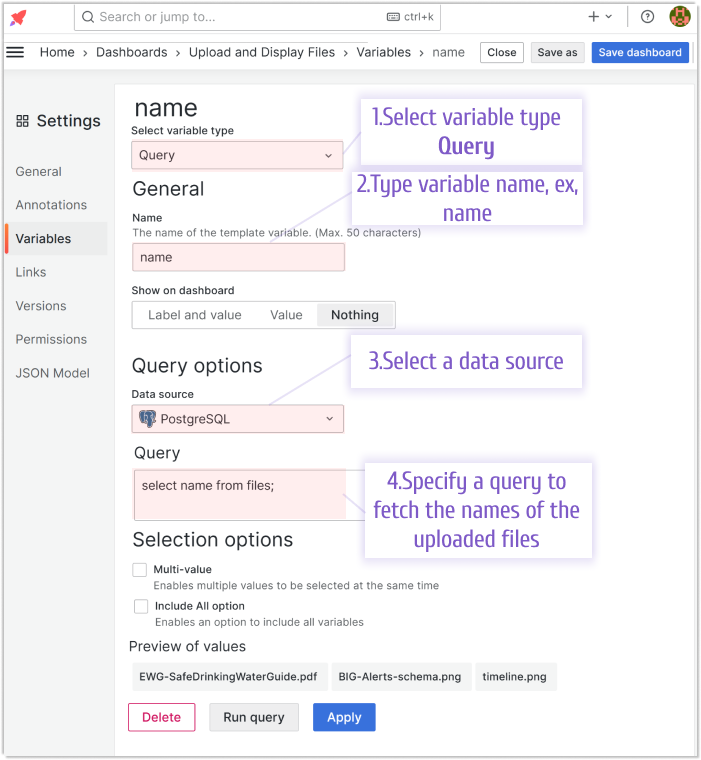 Search or jump to...
ctrl+k
Home > Dashboards > Upload and Display Files > Variables > name
Close
Save as
Save dashboard
Settings
General
Annotations
Variables
Links
Versions
Permissions
JSON Model
name
Select variable type
Query
1.Select variable type
Query
General
2.Type variable name, ex,
name
Name
The name of the template variable. (Max. 50 characters)
name
Show on dashboard
Label and value
Value
Nothing
Query options
3.Select a data source
Data source
PostgreSQL
Query
select name from files;
4.Specify a query to
fetch the names of the
uploaded files
Selection options
Multi-value
Enables multiple values to be selected at the same time
Include All option
Enables an option to include all variables
Preview of values
EWG-SafeDrinkingWaterGuide.pdf
BIG-Alerts-schema.png
timeline.png
Delete
Run query
Apply